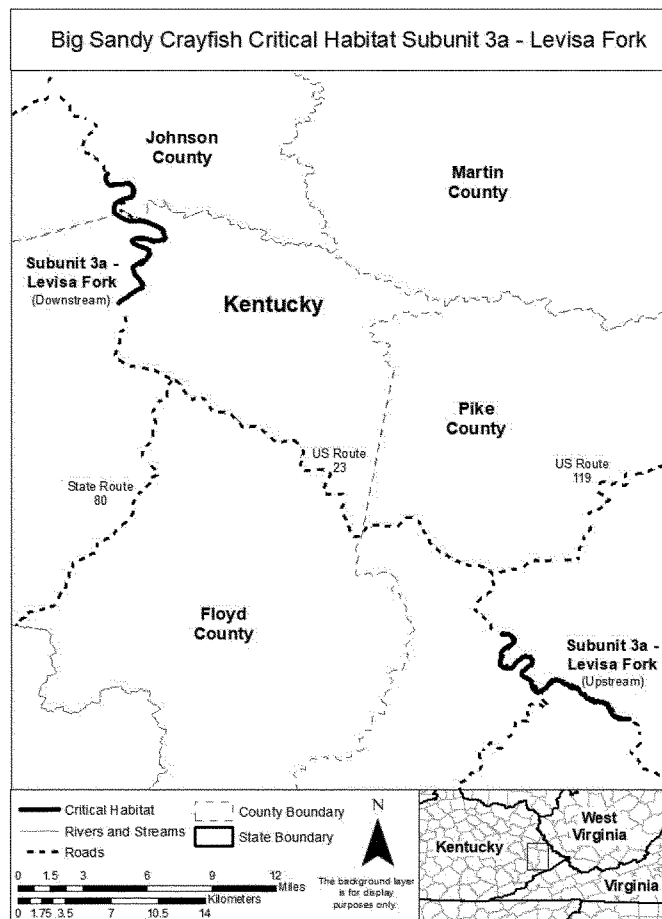 Big Sandy Crayfish Critical Habitat Subunit 3a - Levisa Fork
Johnson
County
Martin
County
Subunit 3a -
Levisa Fork
(Downstream)
Kentucky
Pike
County
US Route
23
US Route
119
State Route
80
Floyd
County
Subunit 3a -
Levisa Fork
(Upstream)
Critical Habitat
Rivers and Streams
Roads
County Boundary
State Boundary
0 1.5 3 6 9 12
Miles
Kilometers
0 1.75 3.5 7 10.5 14
N
The background layer
is for display
purposes only.
West
Virginia
Kentucky
Virginia